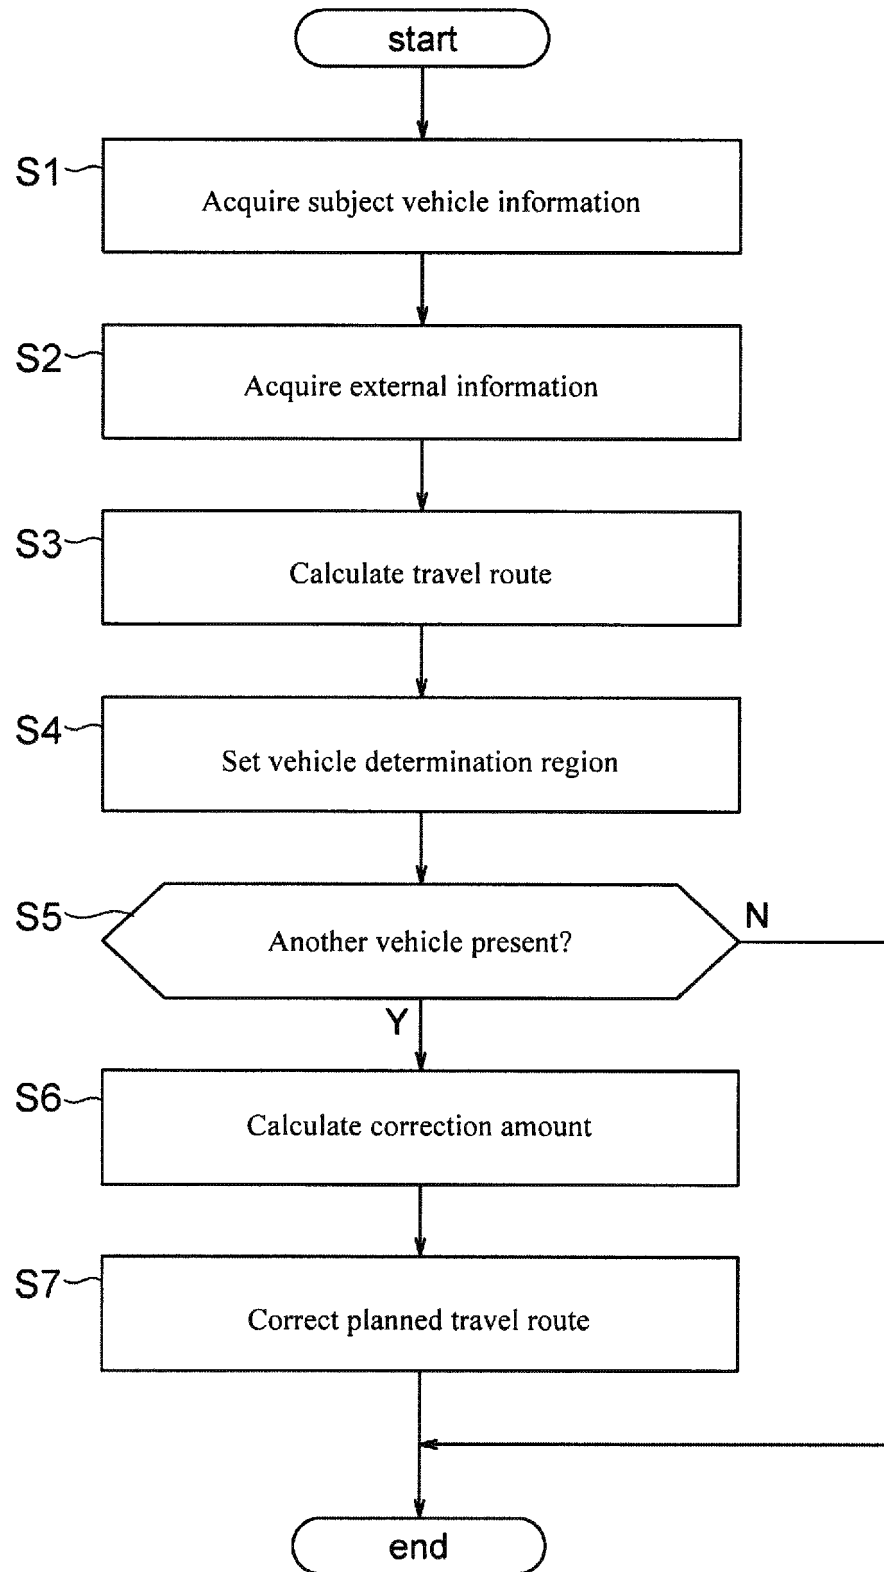 start
S1
Acquire subject vehicle information
S2
Acquire external information
S3
Calculate travel route
S4
Set vehicle determination region
S5
Another vehicle present?
N
Y
S6
Calculate correction amount
S7
Correct planned travel route
end